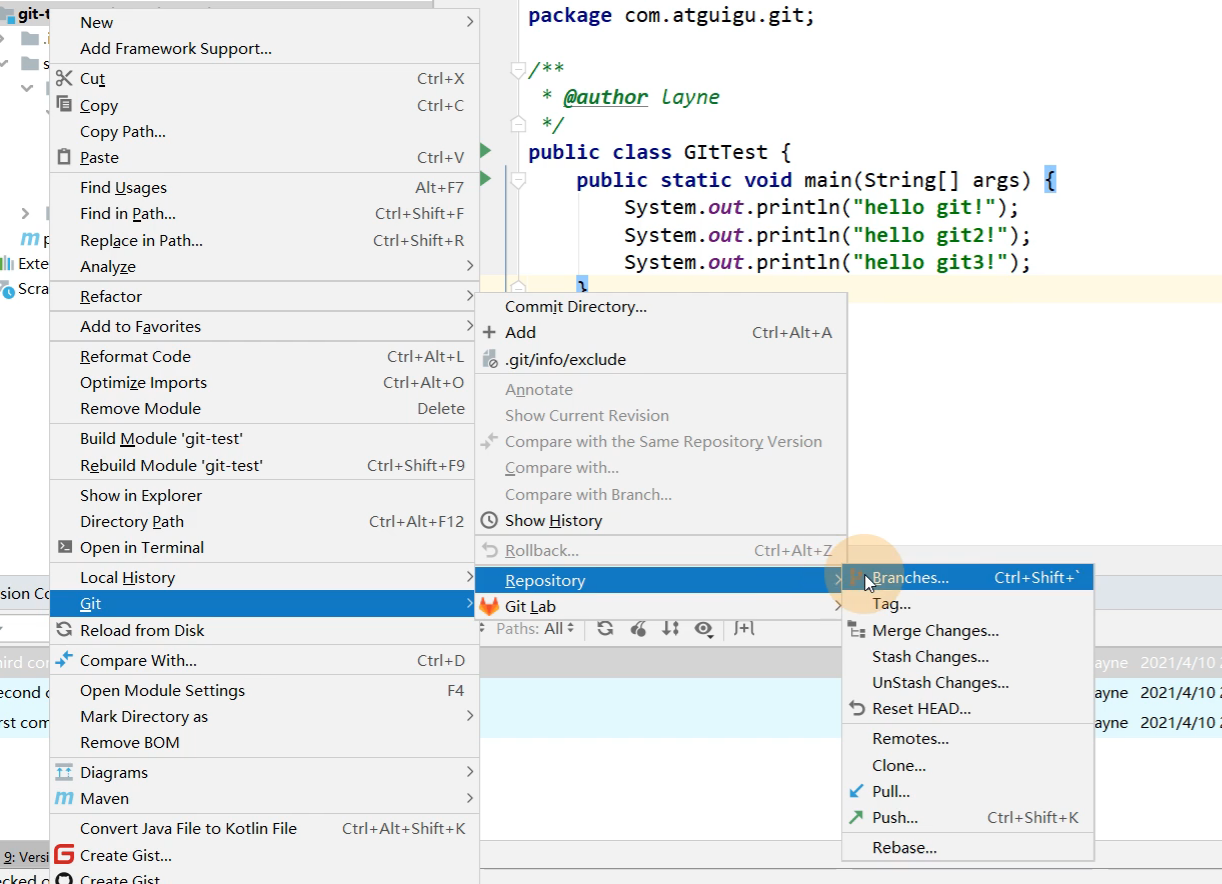 git-t
New
Add Framework Support...
Cut Ctrl+X
Copy Ctrl+C
Copy Path...
Paste Ctrl+V
Find Usages Alt+F7
Find in Path... Ctrl+Shift+F
Replace in Path... Ctrl+Shift+R
Analyze
Refactor
Add to Favorites
Reformat Code Ctrl+Alt+L
Optimize Imports Ctrl+Alt+O
Remove Module Delete
Build Module 'git-test'
Rebuild Module 'git-test' Ctrl+Shift+F9
Show in Explorer
Directory Path Ctrl+Alt+F12
Open in Terminal
Local History
Git
Reload from Disk
Compare With... Ctrl+D
Open Module Settings F4
Mark Directory as
Remove BOM
Diagrams
Maven
Convert Java File to Kotlin File Ctrl+Alt+Shift+K
Create Gist...
Create Gist
package com.atguigu.git;
/**
* @author layne
*/
public class GItTest {
public static void main(String[] args) {
System.out.println("hello git!");
System.out.println("hello git2!");
System.out.println("hello git3!");
}
Commit Directory...
Add Ctrl+Alt+A
.git/info/exclude
Annotate
Show Current Revision
Compare with the Same Repository Version
Compare with...
Compare with Branch...
Show History
Rollback... Ctrl+Alt+Z
Repository
Git Lab
Paths: All
Branches... Ctrl+Shift+`
Tag...
Merge Changes...
Stash Changes...
UnStash Changes...
Reset HEAD...
Remotes...
Clone...
Pull...
Push... Ctrl+Shift+K
Rebase...
Exte
Scra
sion Co
hird co
econd c
rst com
ayne 2021/4/10
ayne 2021/4/10
ayne 2021/4/10
9: Versi
cked o